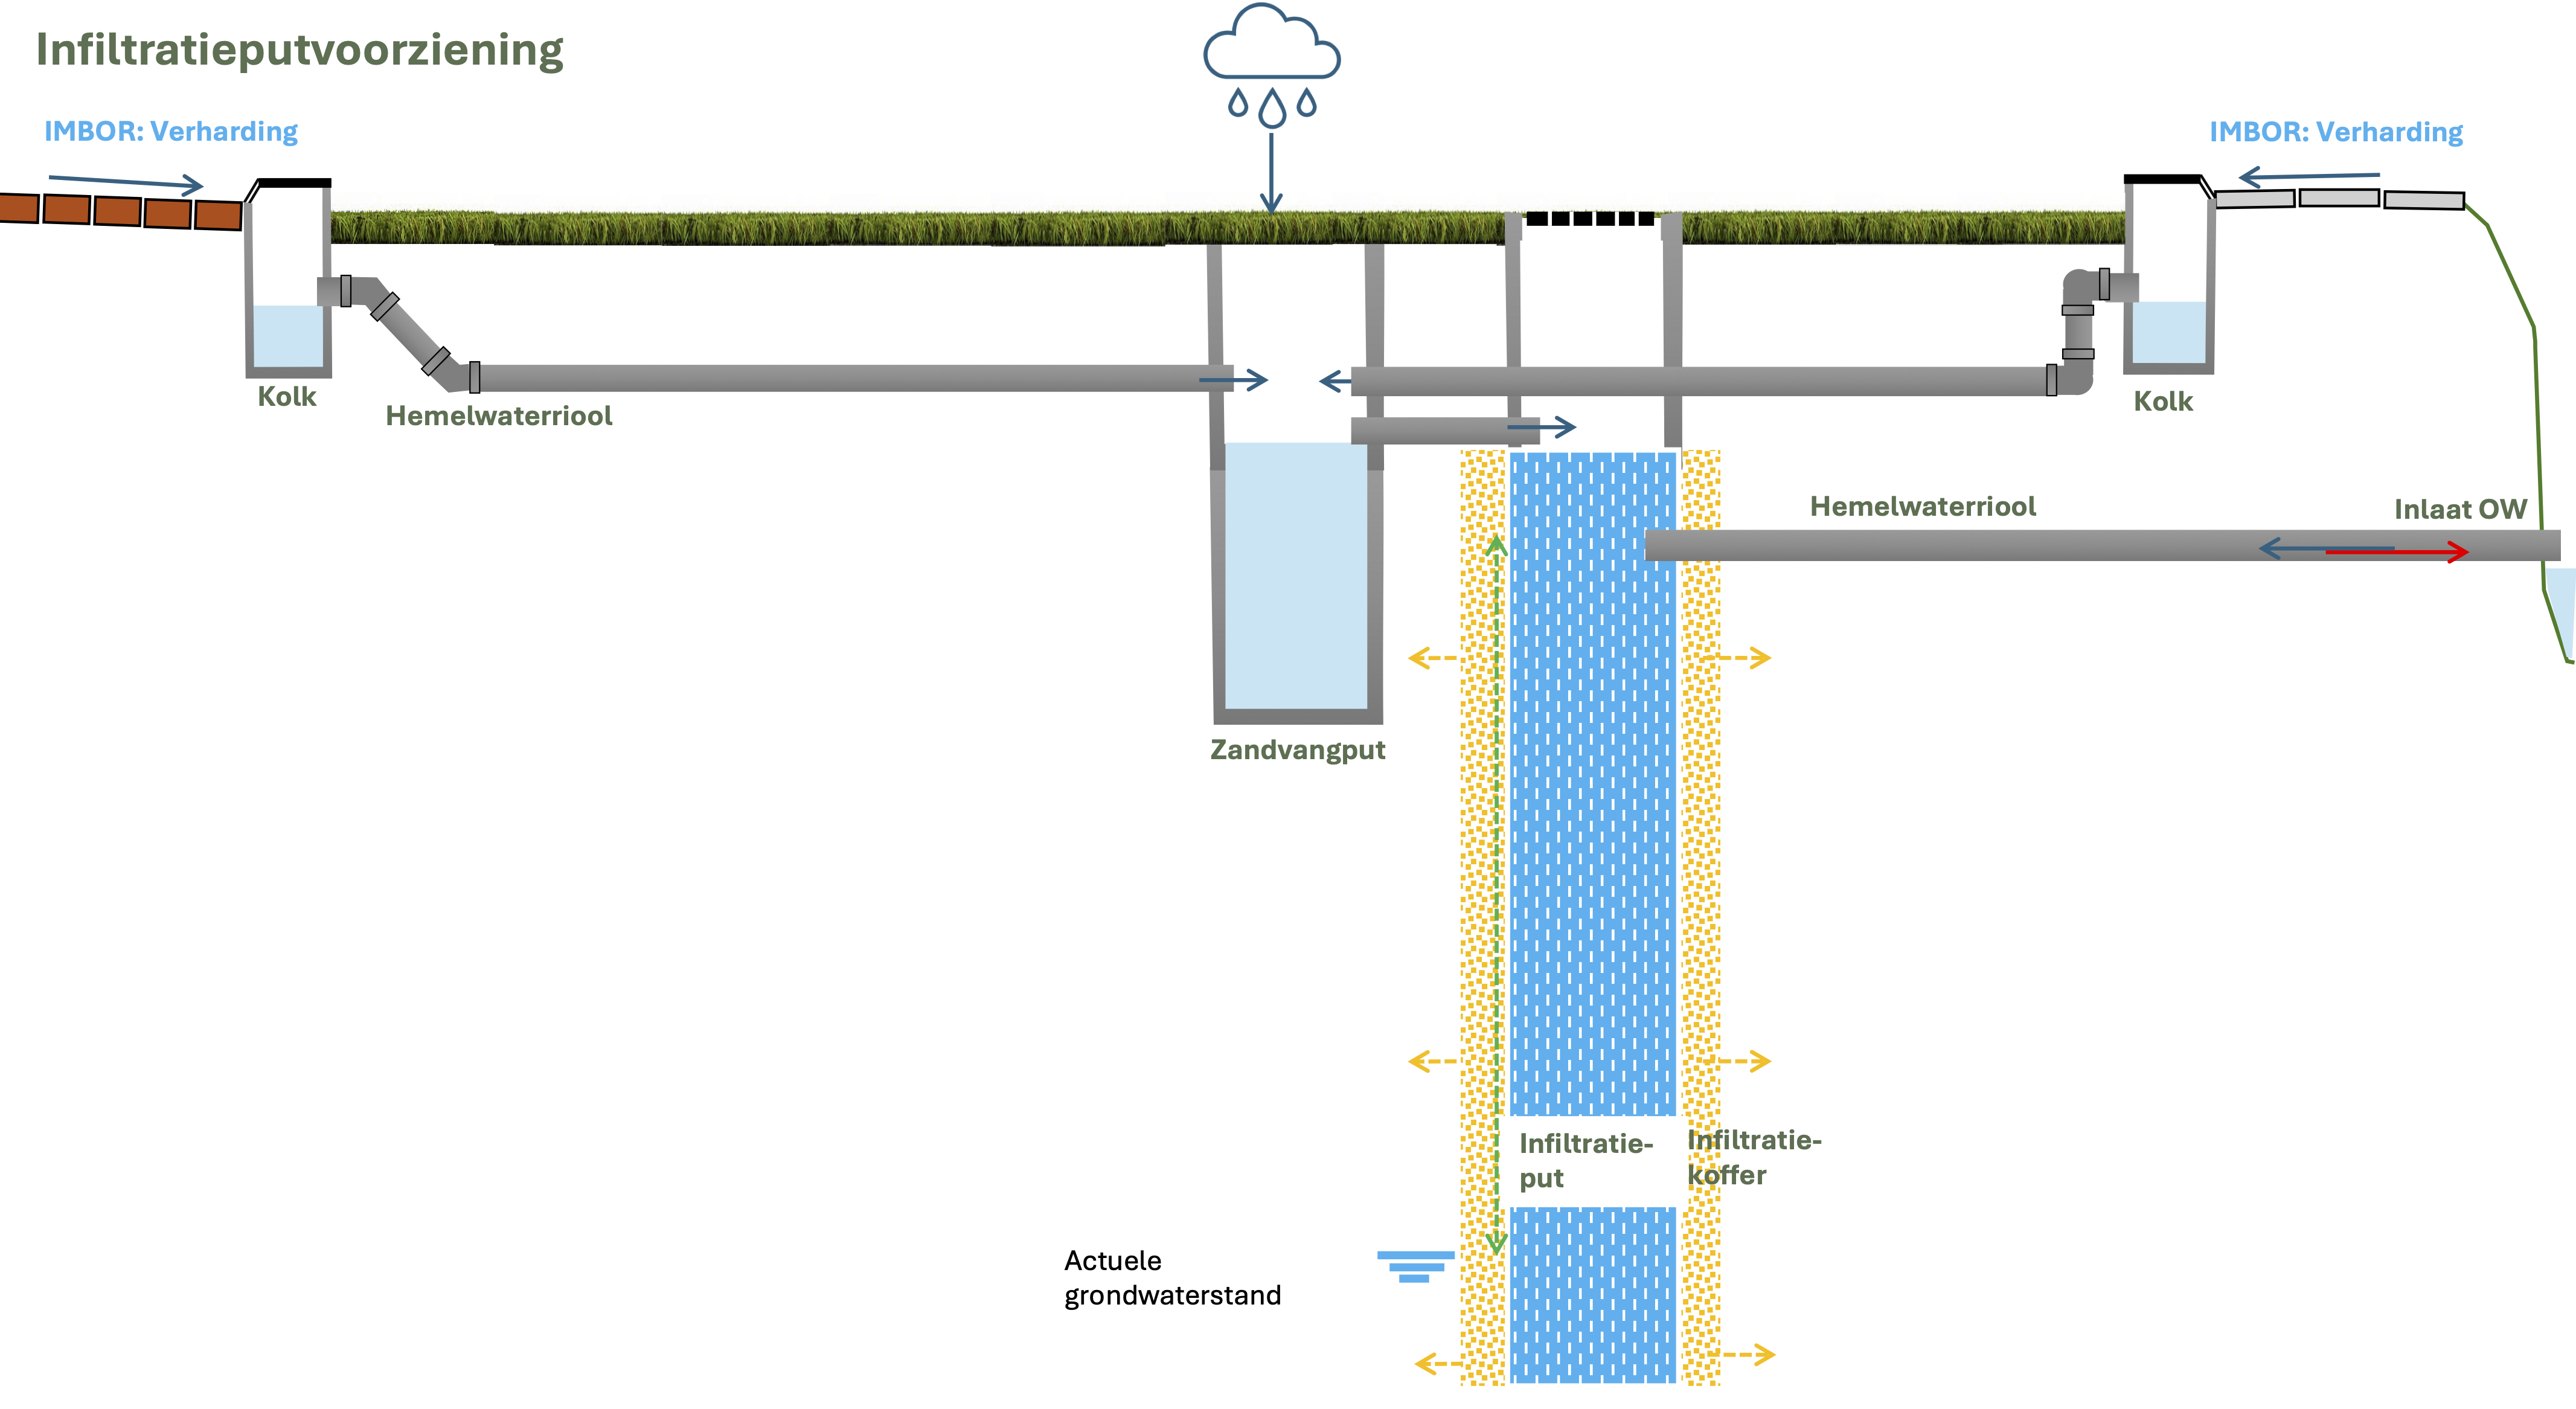 Infiltratieputvoorziening
IMBOR: Verharding
IMBOR: Verharding
Kolk
Hemelwaterriool
Kolk
Hemelwaterriool
Inlaat OW
Zandvangput
Infiltratie-
put
Infiltratie-
koffer
Actuele
grondwaterstand